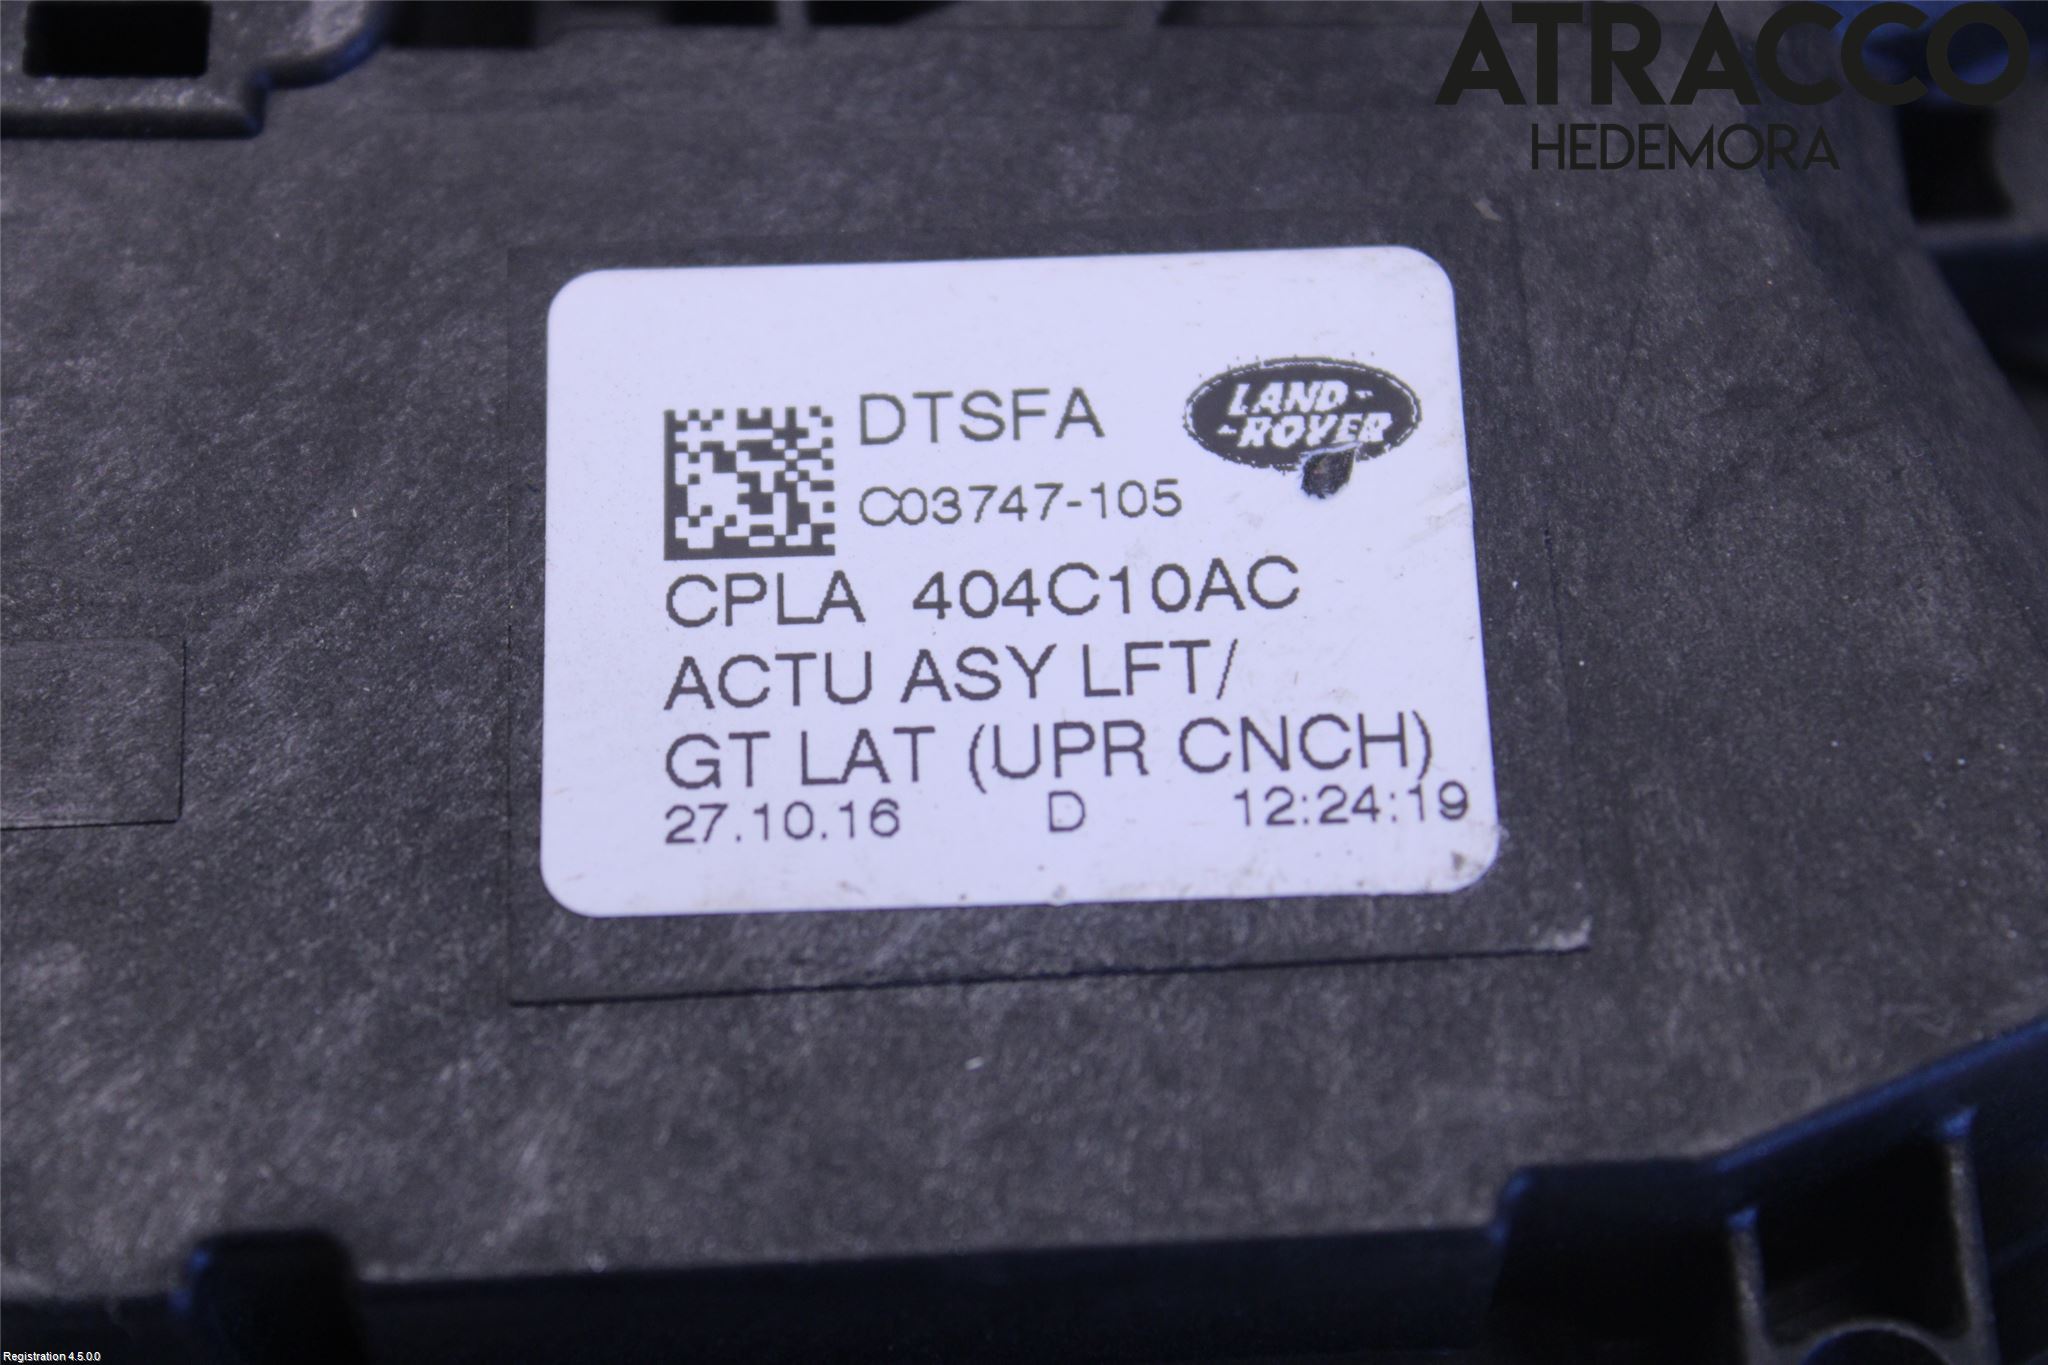 ATRACCO
HEDEMORA
DTSFA
LAND-
-ROVER
C03747-105
CPLA 404C10AC
ACTU ASY LFT/
GT LAT (UPR CNCH)
27.10.16 D 12:24:19
Registration 4.5.0.0